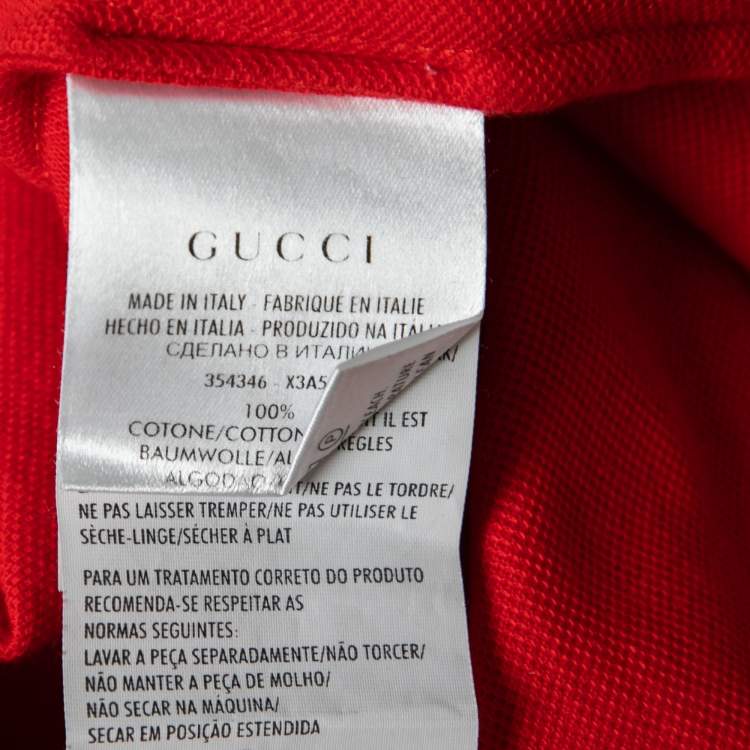 GUCCI
MADE IN ITALY - FABRIQUE EN ITALIE
HECHO EN ITALIA - PRODUZIDO NA
СДЕЛАНО В
354346 - X3A5
100%
COTONE/COTTON
BAUMWOLLE/
IL EST
NE PAS LE TORDRE/
NE PAS LAISSER TREMPER/NE PAS UTILISER LE
SÈCHE-LINGE/SÉCHER À PLAT
PARA UM TRATAMENTO CORRETO DO PRODUTO
RECOMENDA-SE RESPEITAR AS
NORMAS SEGUINTES:
LAVAR A PEÇA SEPARADAMENTE/NÃO TORCER/
NÃO MANTER A PEÇA DE MOLHO/
NÃO SECAR NA MÁQUINA/
SECAR EM POSIÇÃO ESTENDIDA